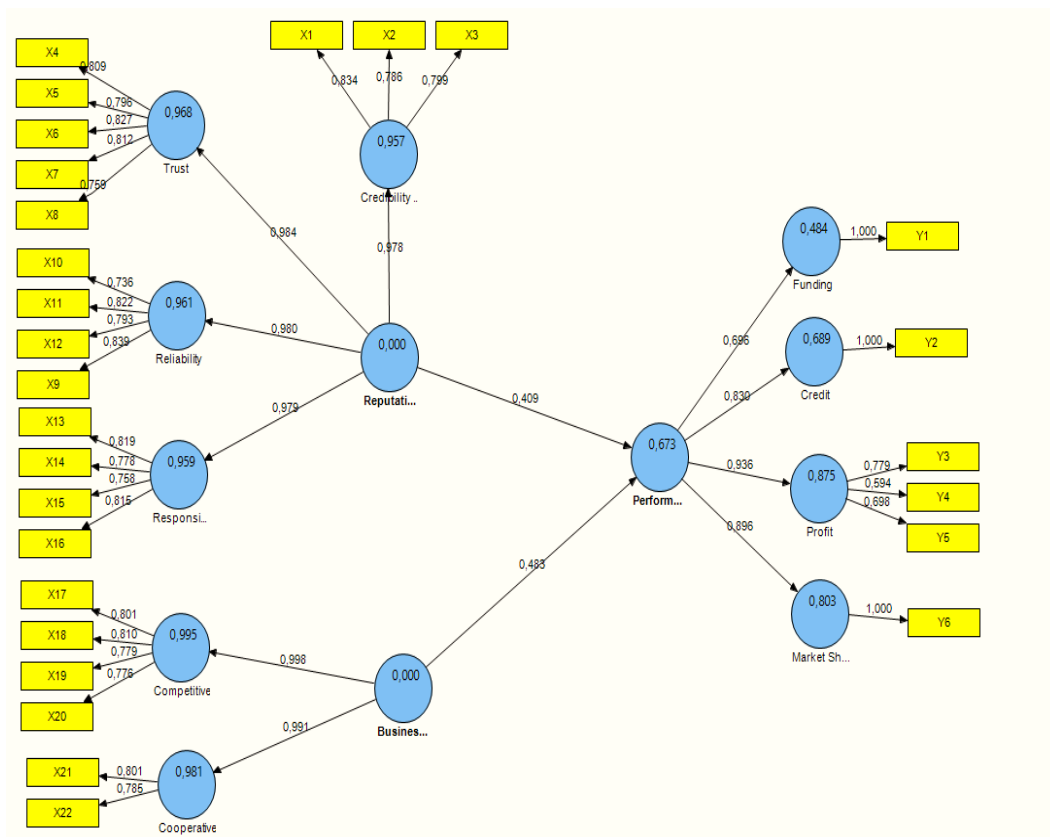 X1
X2
X3
0,834
0,786
0,799
0,957
Credibility ..
0,978
X4
X5
X6
X7
X8
0,809
0,796
0,827
0,812
0,759
0,968
Trust
0,984
X10
X11
X12
X9
0,736
0,822
0,793
0,839
0,961
Reliability
0,980
0,000
Reputati...
X13
X14
X15
X16
0,819
0,778
0,758
0,815
0,959
Responsi...
0,979
0,409
X17
X18
X19
X20
0,801
0,810
0,779
0,776
0,995
Competitive
0,998
0,000
Busines...
0,483
X21
X22
0,801
0,785
0,981
Cooperative
0,991
0,673
Perform...
0,696
0,484
Funding
1,000
Y1
0,830
0,689
Credit
1,000
Y2
0,936
0,875
Profit
0,779
0,594
0,698
Y3
Y4
Y5
0,896
0,803
Market Sh...
1,000
Y6